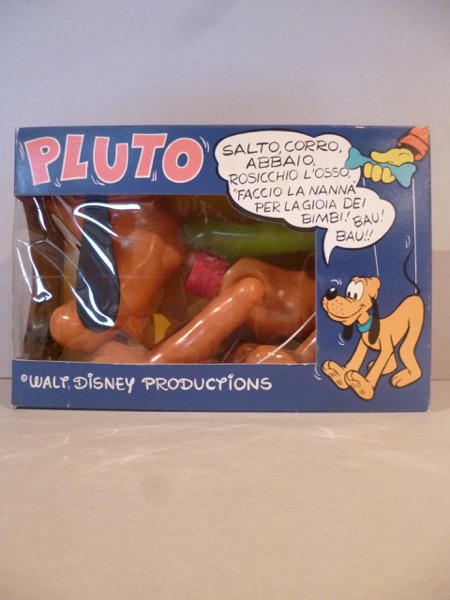 PLUTO
SALTO, CORRO,
ABBAIO,
ROSICCHIO L'OSSO,
"FACCIO LA NANNA
PER LA GIOIA DEI
BIMBI! BAU!
BAU!!
©WALT DISNEY PRODUCTIONS